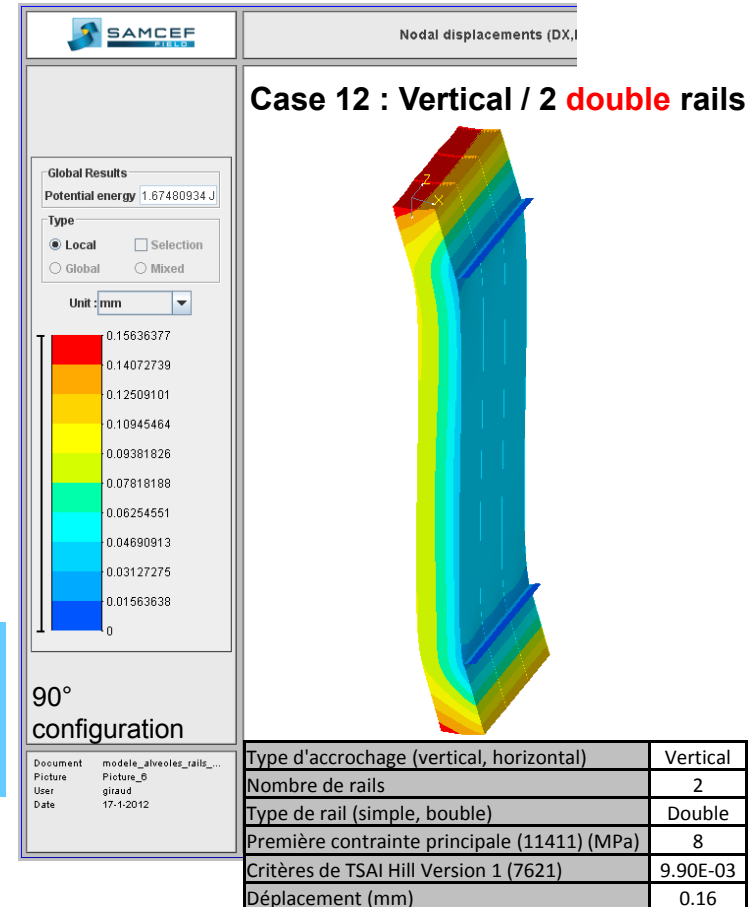 SAMCEF
FIELD
Nodal displacements (DX,
Case 12 : Vertical / 2 double rails
Global Results
Potential energy 1.67480934 J
Type
Local Selection
Global Mixed
Unit : mm
0.15636377
0.14072739
0.12509101
0.10945464
0.09381826
0.07818188
0.06254551
0.04690913
0.03127275
0.01563638
0
Z
X
90°
configuration
Document modele_alveoles_rails_...
Picture Picture_6
User giraud
Date 17-1-2012
Type d'accrochage (vertical, horizontal) Vertical
Nombre de rails 2
Type de rail (simple, bouble) Double
Première contrainte principale (11411) (MPa) 8
Critères de TSAI Hill Version 1 (7621) 9.90E-03
Déplacement (mm) 0.16